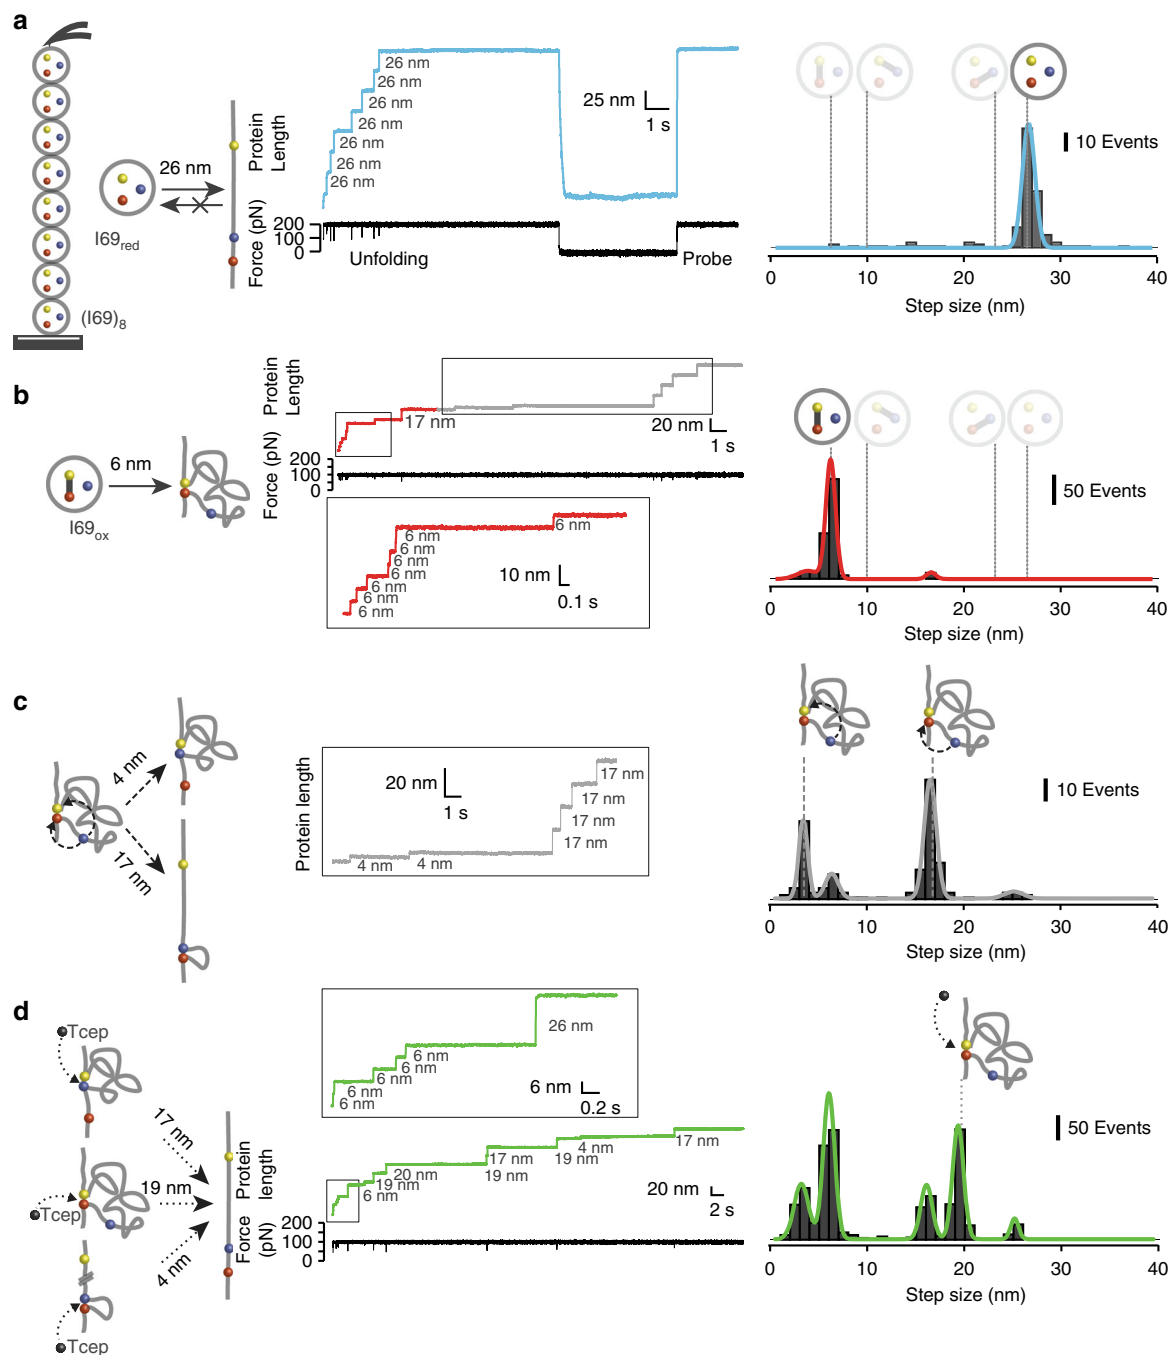 a
26 nm
I69red
(I69)8
Protein
Length
Force (pN)
200
100
0
26 nm
26 nm
26 nm
26 nm
26 nm
26 nm
26 nm
25 nm
1 s
Unfolding
Probe
10 Events
0
10
20
30
40
Step size (nm)
b
6 nm
I69ox
Protein
Length
Force (pN)
200
100
0
17 nm
20 nm
1 s
6 nm
6 nm
6 nm
6 nm
6 nm
6 nm
6 nm
6 nm
10 nm
0.1 s
50 Events
0
10
20
30
40
Step size (nm)
c
4 nm
17 nm
Protein length
20 nm
1 s
4 nm
4 nm
17 nm
17 nm
17 nm
17 nm
10 Events
0
10
20
30
40
Step size (nm)
d
Tcep
17 nm
19 nm
Tcep
4 nm
Tcep
Protein
length
Force
(pN)
200
100
0
6 nm
6 nm
6 nm
6 nm
6 nm
26 nm
6 nm
0.2 s
6 nm
19 nm
20 nm
17 nm
19 nm
4 nm
19 nm
17 nm
20 nm
2 s
50 Events
0
10
20
30
40
Step size (nm)